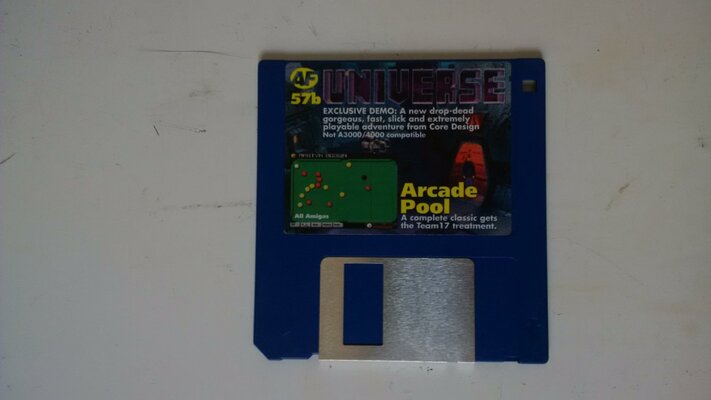 AF
57b
UNIVERSE
EXCLUSIVE DEMO: A new drop-dead
gorgeous, fast, slick and extremely
playable adventure from Core Design
Not A3000/4000 compatible
Arcade
Pool
A complete classic gets
the Team17 treatment.
All Amigas